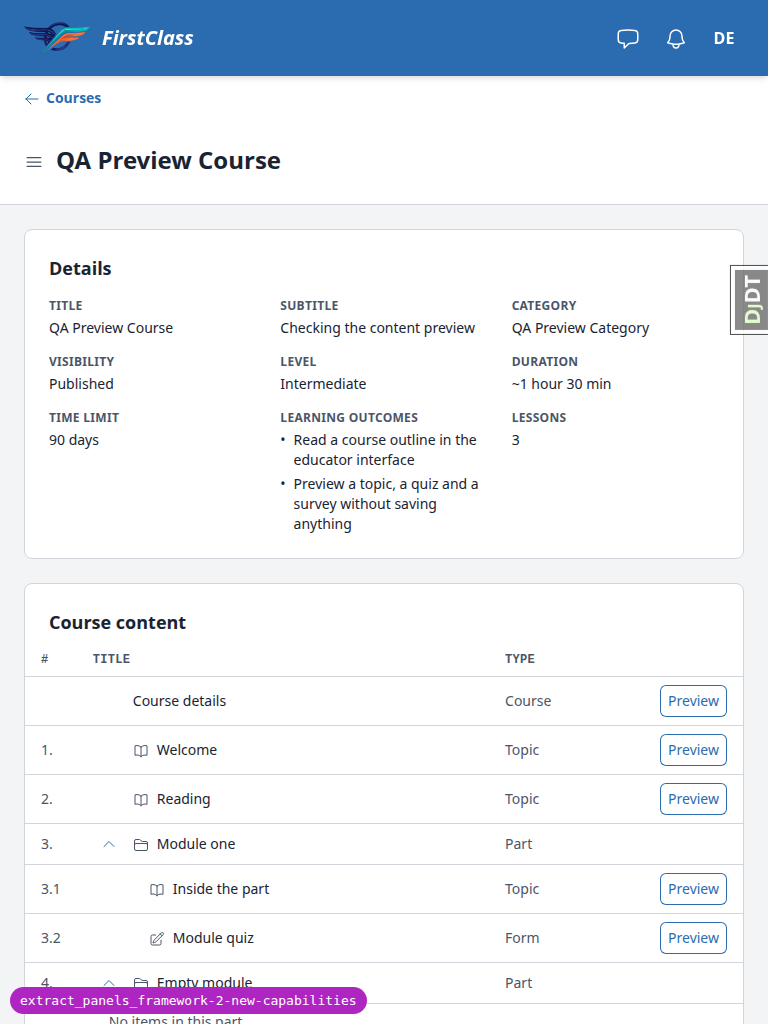 FirstClass
DE
Courses
QA Preview Course
DjDT
Details
TITLE
QA Preview Course
SUBTITLE
Checking the content preview
CATEGORY
QA Preview Category
VISIBILITY
Published
LEVEL
Intermediate
DURATION
~1 hour 30 min
TIME LIMIT
90 days
LEARNING OUTCOMES
• Read a course outline in the
educator interface
• Preview a topic, a quiz and a
survey without saving
anything
LESSONS
3
Course content
# TITLE TYPE
Course details Course Preview
1. Welcome Topic Preview
2. Reading Topic Preview
3. Module one Part
3.1 Inside the part Topic Preview
3.2 Module quiz Form Preview
4. Empty module Part
extract_panels_framework-2-new-capabilities
No items in this part